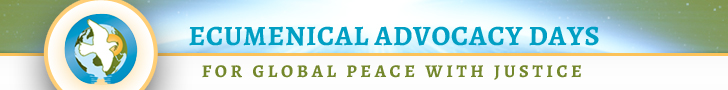 ECUMENICAL ADVOCACY DAYS
FOR GLOBAL PEACE WITH JUSTICE